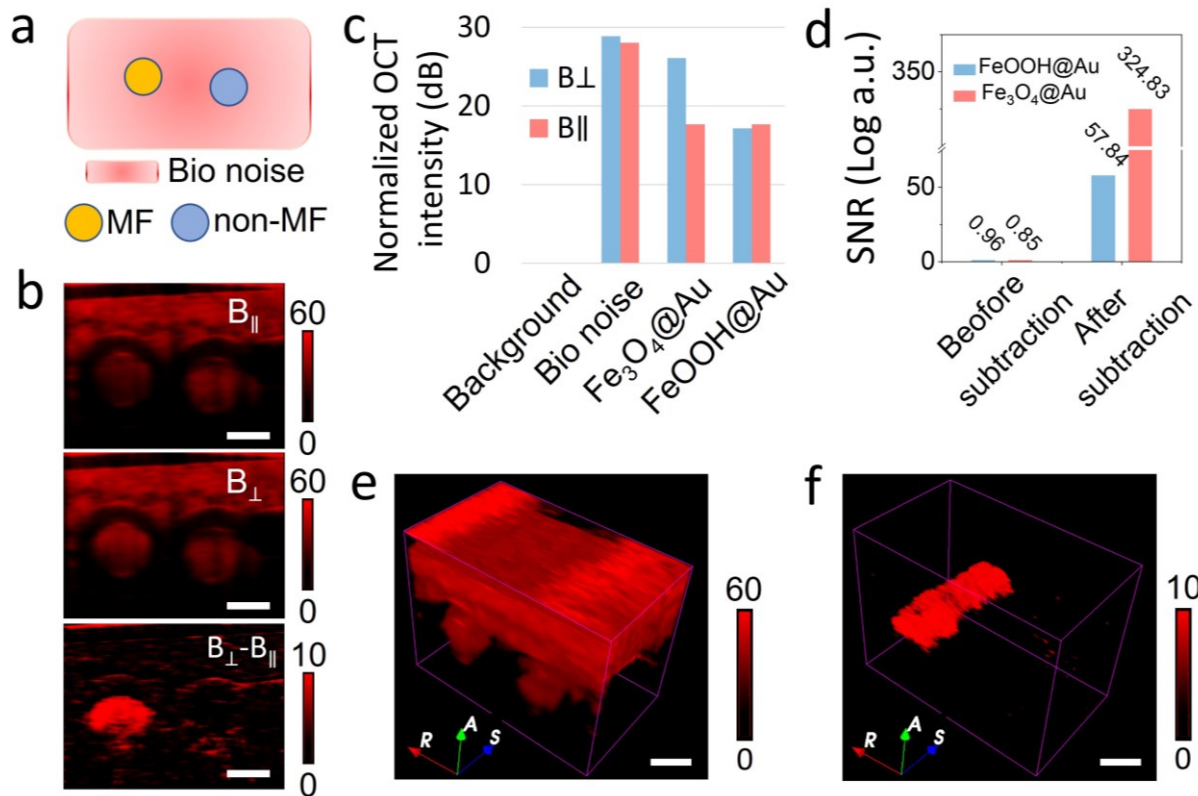 a
Bio noise
MF
non-MF
b
B∥
60
0
B⊥
60
0
B⊥-B∥
10
0
c
Normalized OCT
intensity (dB)
30
20
10
0
B⊥
B∥
Background
Bio noise
Fe₃O₄@Au
FeOOH@Au
d
SNR (Log a.u.)
350
50
0
FeOOH@Au
Fe₃O₄@Au
0.96
0.85
57.84
324.83
Beofore
subtraction
After
subtraction
e
R
A
S
60
0
f
R
A
S
10
0